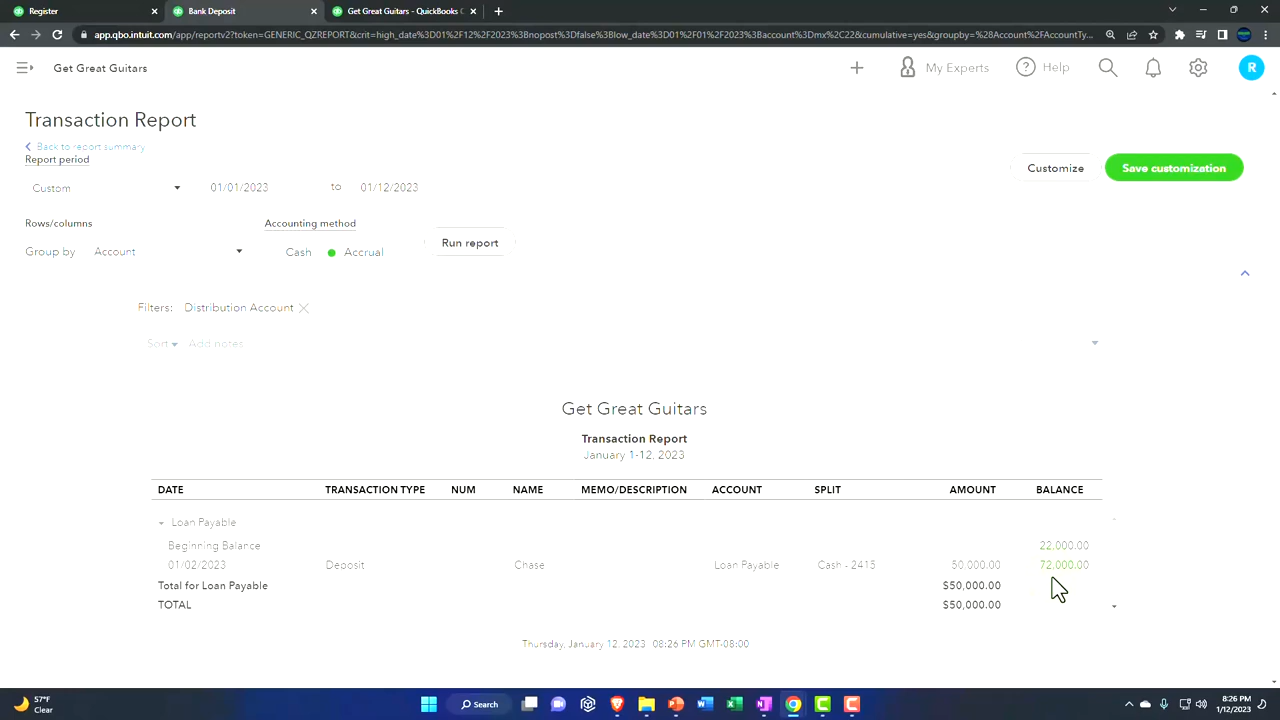 Register
Bank Deposit
Get Great Guitars - QuickBooks
app.qbo.intuit.com/app/reportv2?token=GENERIC_QZREPORT&crit=high_date%3D01%2F12%2F2023%3Bnopost%3Dfalse%3Blow_date%3D01%2F01%2F2023%3Baccount%3Dmx%2C22&cumulative=yes&groupby=%28Account%28AccountTy...
Get Great Guitars
My Experts
Help
R
Transaction Report
Back to report summary
Report period
Custom 01/01/2023 to 01/12/2023
Customize
Save customization
Rows/columns
Accounting method
Group by Account
Cash
Accrual
Run report
Filters: Distribution Account
Sort Add notes
Get Great Guitars
Transaction Report
January 1-12, 2023
DATE TRANSACTION TYPE NUM NAME MEMO/DESCRIPTION ACCOUNT SPLIT AMOUNT BALANCE
Loan Payable
Beginning Balance 22,000.00
01/02/2023 Deposit Chase Loan Payable Cash - 2415 50,000.00 72,000.00
Total for Loan Payable $50,000.00
TOTAL $50,000.00
Thursday, January 12, 2023 08:26 PM GMT-08:00
57°F
Clear
Search
8:26 PM
1/12/2023